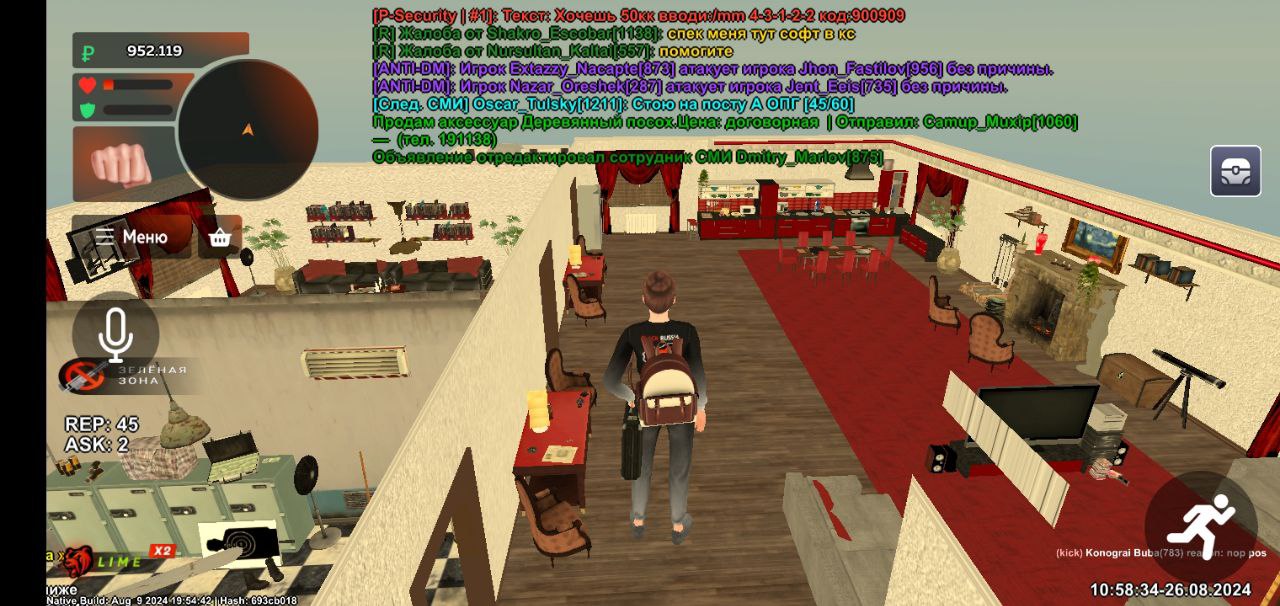 [P-Security | #1]: Текст: Хочешь 50кк вводи:/mm 4-3-1-2-2 код:900909
[R] Жалоба от Shakro_Escobar[1138]: спек меня тут софт в кс
[R] Жалоба от Nursultan_Kaltai[557]: помогите
[ANTI-DM]: Игрок Extazzy_Nacapte[873] атакует игрока Jhon_Fastilov[956] без причины.
[ANTI-DM]: Игрок Nazar_Oreshek[287] атакует игрока Jent_Eeis[735] без причины.
[След. СМИ] Oscar_Tulsky[1211]: Стою на посту А ОПГ [45/60]
Продам аксессуар Деревянный посох.Цена: договорная | Отправил: Camup_Muxip[1060]
— (тел. 191138)
Объявление отредактировал сотрудник СМИ Dmitry_Marlov[875]
₽ 952.119
Меню
ЗЕЛЁНАЯ
ЗОНА
REP: 45
ASK: 2
RUSSIA
а х
LIME X2
ниже
Native Build: Aug 9 2024 19:54:42 | Hash: 693cb018
(kick) Konograi Buba(783) reason: nop pos
10:58:34-26.08.2024